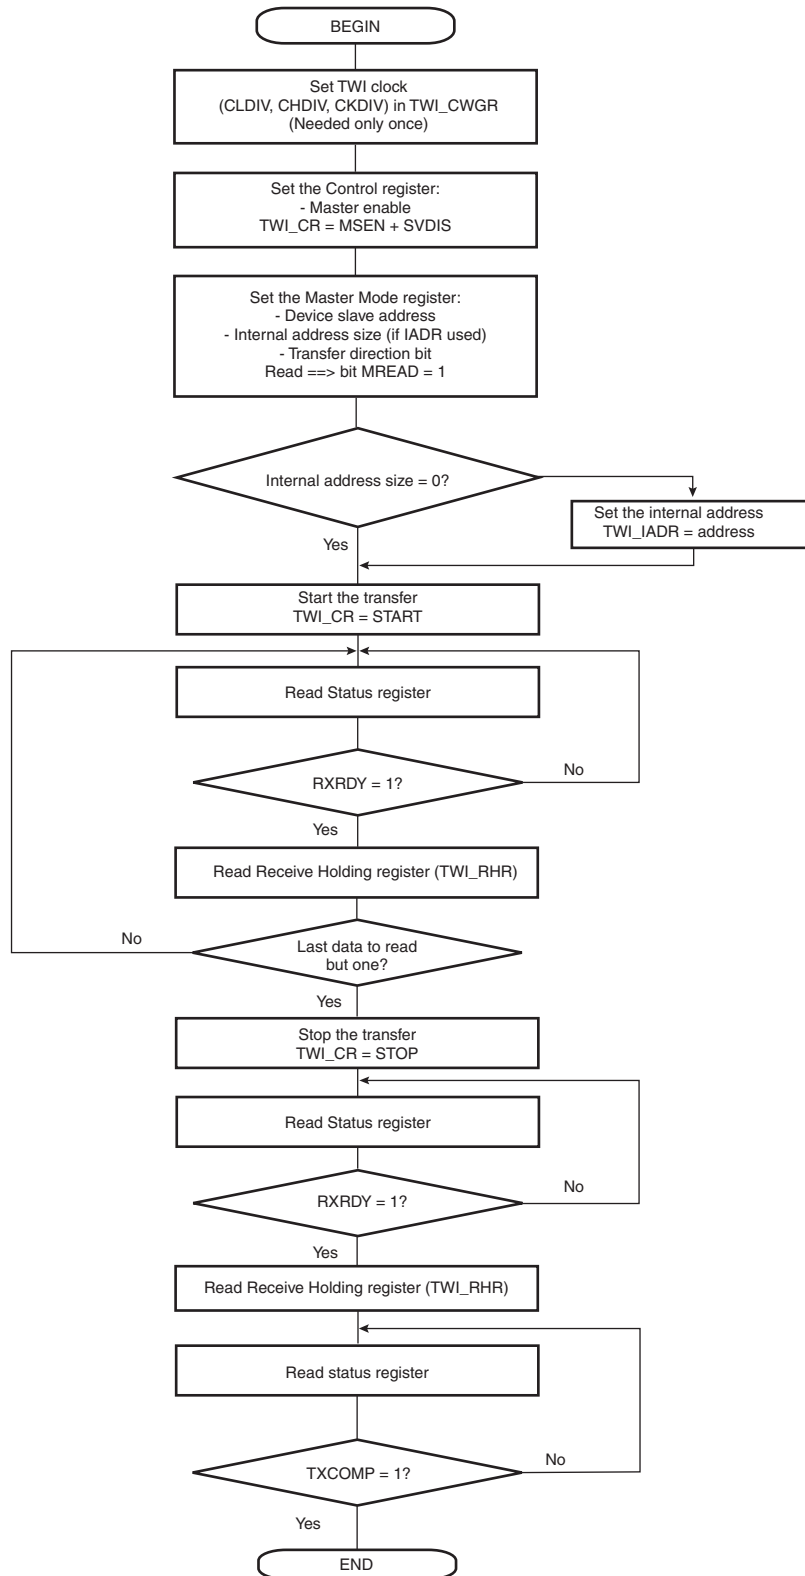 BEGIN
Set TWI clock
(CLDIV, CHDIV, CKDIV) in TWI_CWGR
(Needed only once)
Set the Control register:
- Master enable
TWI_CR = MSEN + SVDIS
Set the Master Mode register:
- Device slave address
- Internal address size (if IADR used)
- Transfer direction bit
Read ==> bit MREAD = 1
Internal address size = 0?
Set the internal address
TWI_IADR = address
Yes
Start the transfer
TWI_CR = START
Read Status register
RXRDY = 1?
No
Yes
Read Receive Holding register (TWI_RHR)
No
Last data to read
but one?
Yes
Stop the transfer
TWI_CR = STOP
Read Status register
RXRDY = 1?
No
Yes
Read Receive Holding register (TWI_RHR)
Read status register
TXCOMP = 1?
No
Yes
END